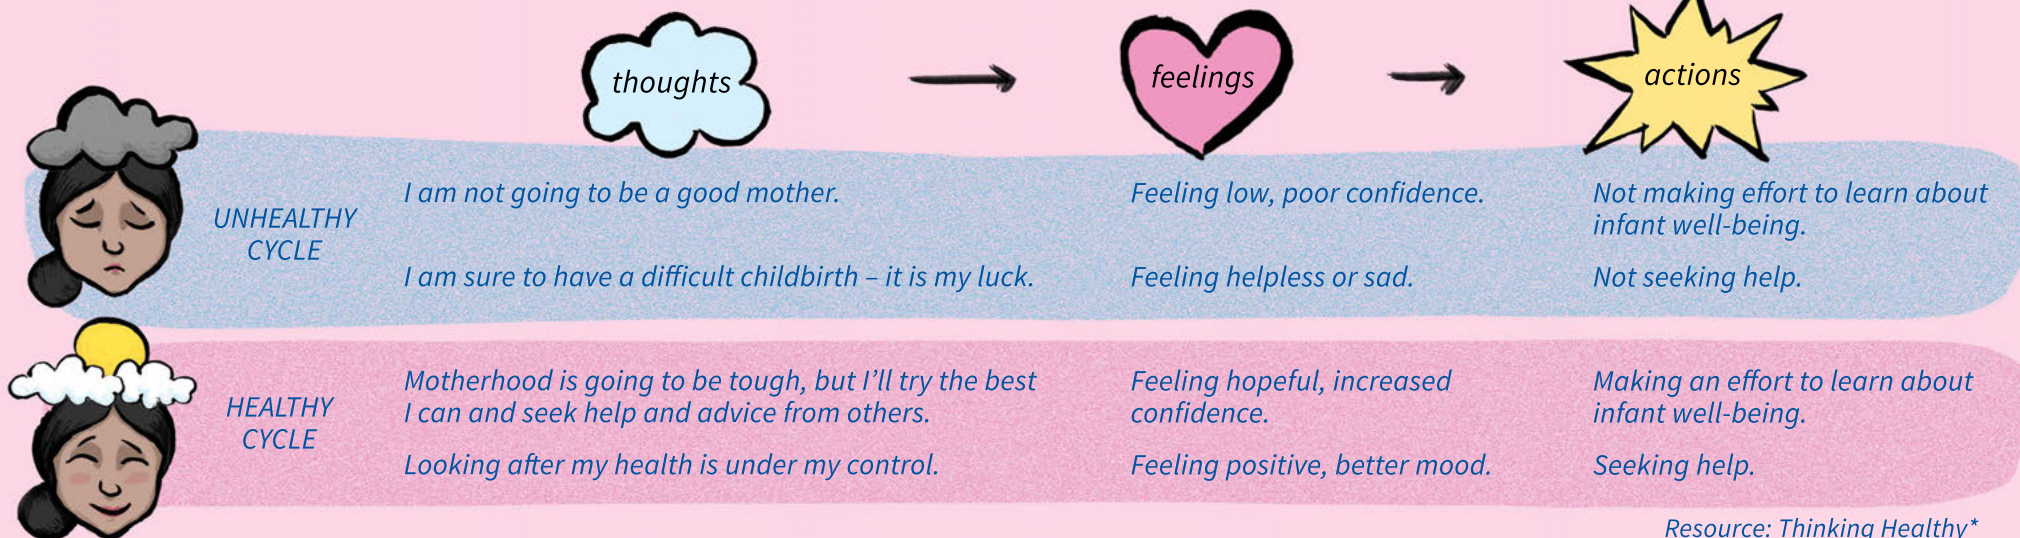 thoughts
feelings
actions
UNHEALTHY
CYCLE
I am not going to be a good mother.
Feeling low, poor confidence.
Not making effort to learn about
infant well-being.
I am sure to have a difficult childbirth – it is my luck.
Feeling helpless or sad.
Not seeking help.
HEALTHY
CYCLE
Motherhood is going to be tough, but I’ll try the best
I can and seek help and advice from others.
Feeling hopeful, increased
confidence.
Making an effort to learn about
infant well-being.
Looking after my health is under my control.
Feeling positive, better mood.
Seeking help.
Resource: Thinking Healthy*